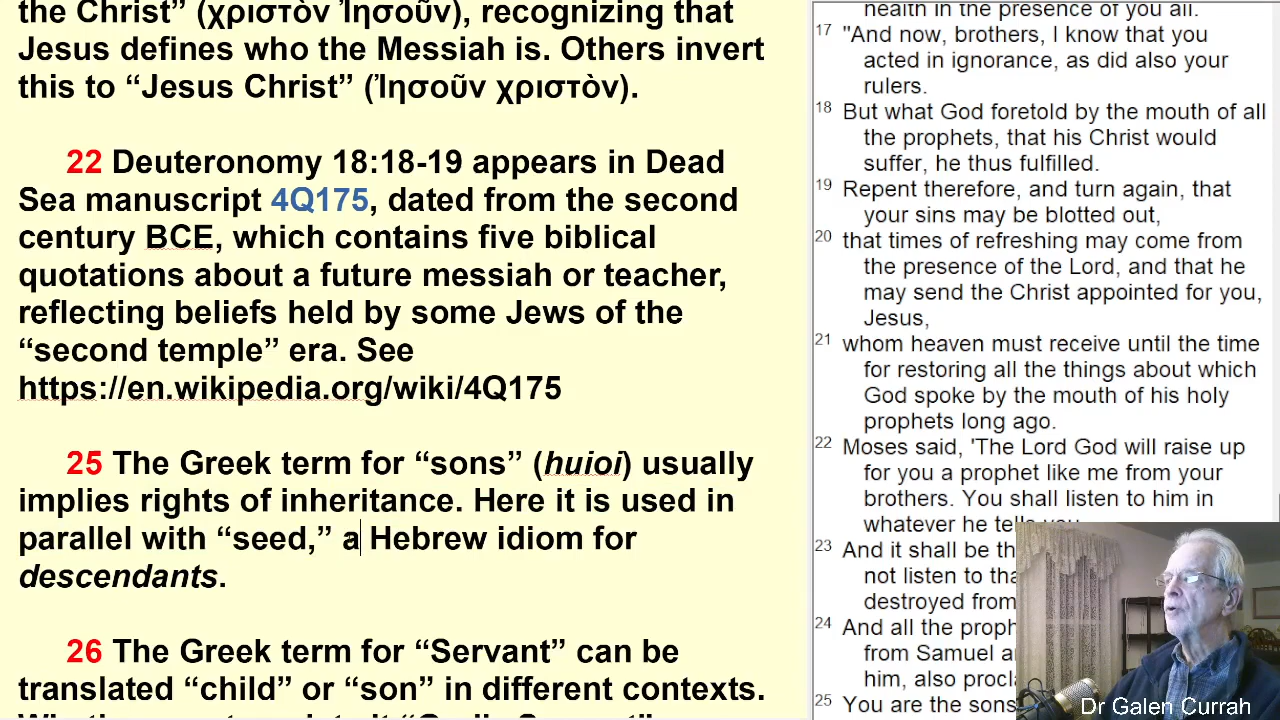 the Christ” (χριστὸν Ἰησοῦν), recognizing that
Jesus defines who the Messiah is. Others invert
this to “Jesus Christ” (Ἰησοῦν χριστὸν).
22 Deuteronomy 18:18-19 appears in Dead
Sea manuscript 4Q175, dated from the second
century BCE, which contains five biblical
quotations about a future messiah or teacher,
reflecting beliefs held by some Jews of the
“second temple” era. See
https://en.wikipedia.org/wiki/4Q175
25 The Greek term for “sons” (huioi) usually
implies rights of inheritance. Here it is used in
parallel with “seed,” a Hebrew idiom for
descendants.
26 The Greek term for “Servant” can be
translated “child” or “son” in different contexts.
health in the presence of you all.
17 "And now, brothers, I know that you
acted in ignorance, as did also your
rulers.
18 But what God foretold by the mouth of all
the prophets, that his Christ would
suffer, he thus fulfilled.
19 Repent therefore, and turn again, that
your sins may be blotted out,
20 that times of refreshing may come from
the presence of the Lord, and that he
may send the Christ appointed for you,
Jesus,
21 whom heaven must receive until the time
for restoring all the things about which
God spoke by the mouth of his holy
prophets long ago.
22 Moses said, 'The Lord God will raise up
for you a prophet like me from your
brothers. You shall listen to him in
whatever he tells you
23 And it shall be th
not listen to tha
destroyed from
24 And all the proph
from Samuel a
him, also procl
25 You are the sons
Dr Galen Currah